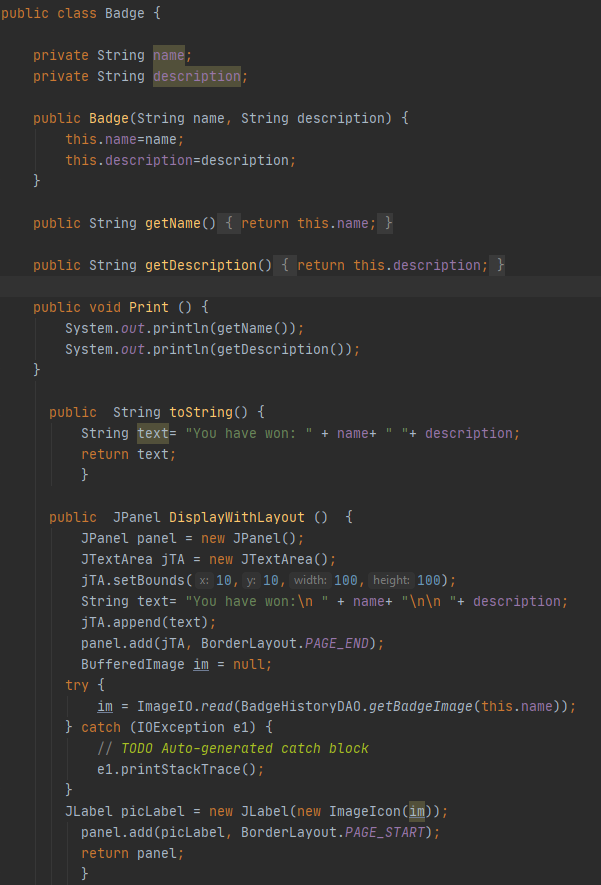 public class Badge {
private String name;
private String description;
public Badge(String name, String description) {
this.name=name;
this.description=description;
}
public String getName() { return this.name; }
public String getDescription() { return this.description; }
public void Print () {
System.out.println(getName());
System.out.println(getDescription());
}
public  String toString() {
String text= "You have won: " + name+ " "+ description;
return text;
}
public  JPanel DisplayWithLayout ()  {
JPanel panel = new JPanel();
JTextArea jTA = new JTextArea();
jTA.setBounds( x: 10, y: 10, width: 100, height: 100);
String text= "You have won:\n " + name+ "\n\n "+ description;
jTA.append(text);
panel.add(jTA, BorderLayout.PAGE_END);
BufferedImage im = null;
try {
im = ImageIO.read(BadgeHistoryDAO.getBadgeImage(this.name));
} catch (IOException e1) {
// TODO Auto-generated catch block
e1.printStackTrace();
}
JLabel picLabel = new JLabel(new ImageIcon(im));
panel.add(picLabel, BorderLayout.PAGE_START);
return panel;
}